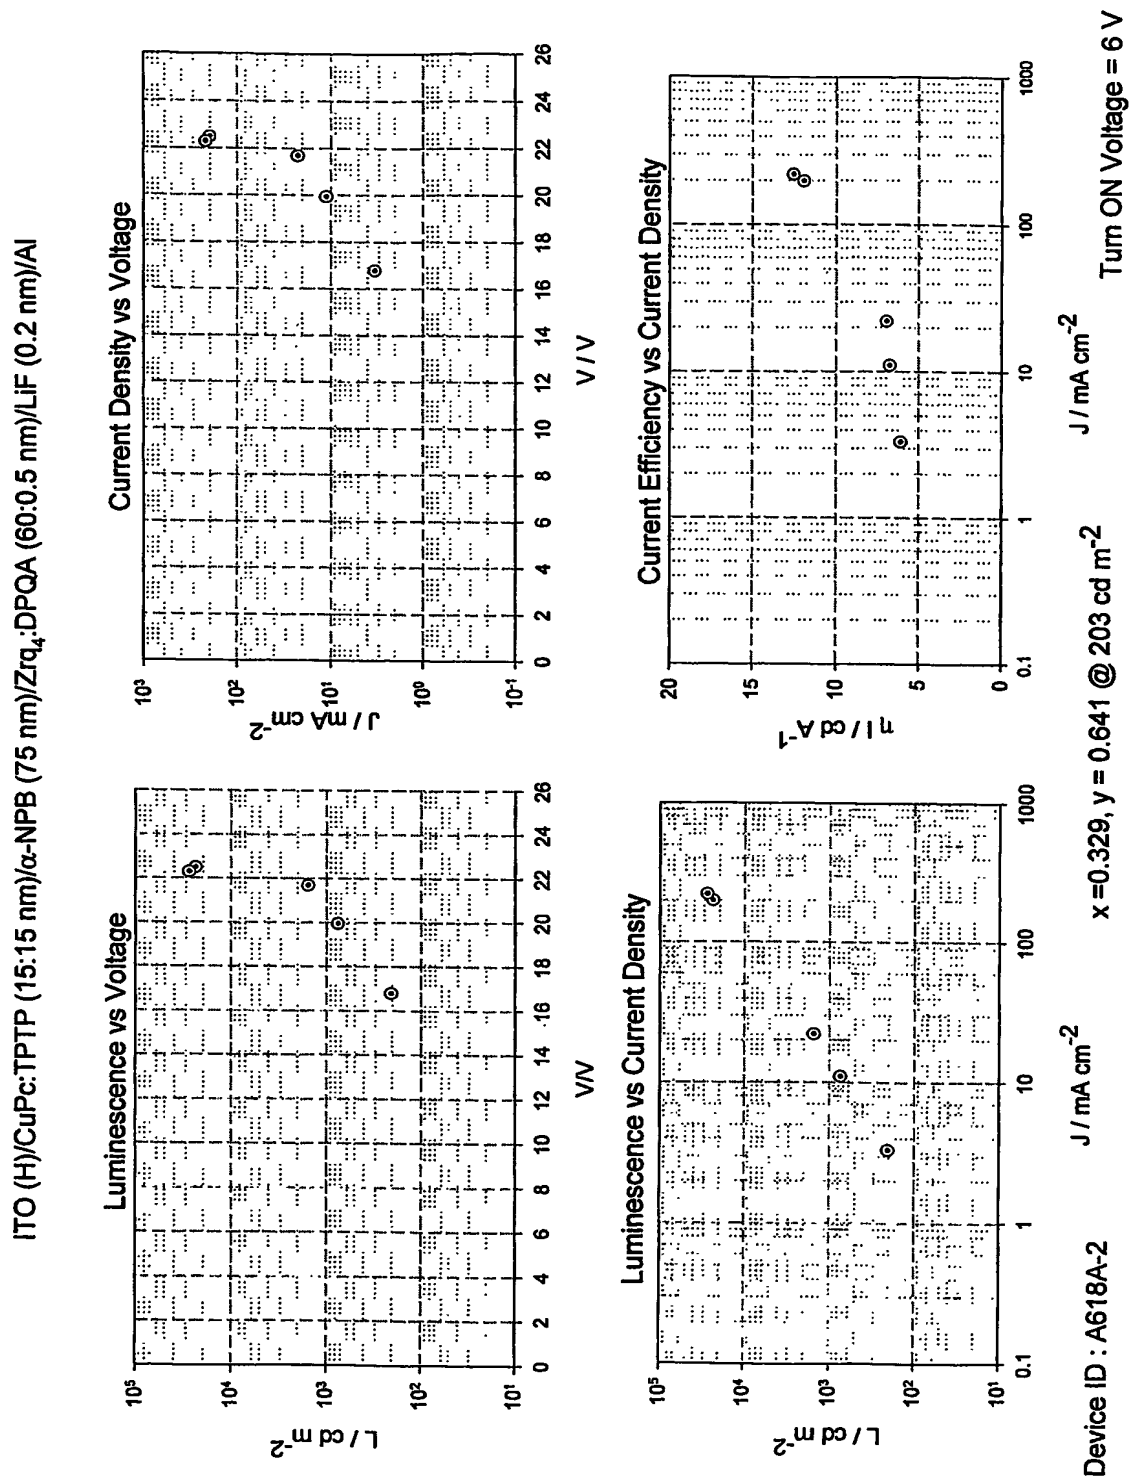 ITO (H)/CuPc:TPTP (15:15 nm)/α-NPB (75 nm)/Zrq4:DPQA (60:0.5 nm)/LiF (0.2 nm)/Al
Luminescence vs Voltage
L / cd m-2
10^5
10^4
10^3
10^2
10^1
0 2 4 6 8 10 12 14 16 18 20 22 24 26
V/V
Current Density vs Voltage
J / mA cm-2
10^3
10^2
10^1
10^0
10^-1
0 2 4 6 8 10 12 14 16 18 20 22 24 26
V / V
Luminescence vs Current Density
L / cd m-2
10^5
10^4
10^3
10^2
10^1
0.1 1 10 100 1000
J / mA cm-2
Current Efficiency vs Current Density
η I / cd A-1
20
15
10
5
0
0.1 1 10 100 1000
J / mA cm-2
Device ID : A618A-2 x =0.329, y = 0.641 @ 203 cd m-2 Turn ON Voltage = 6 V